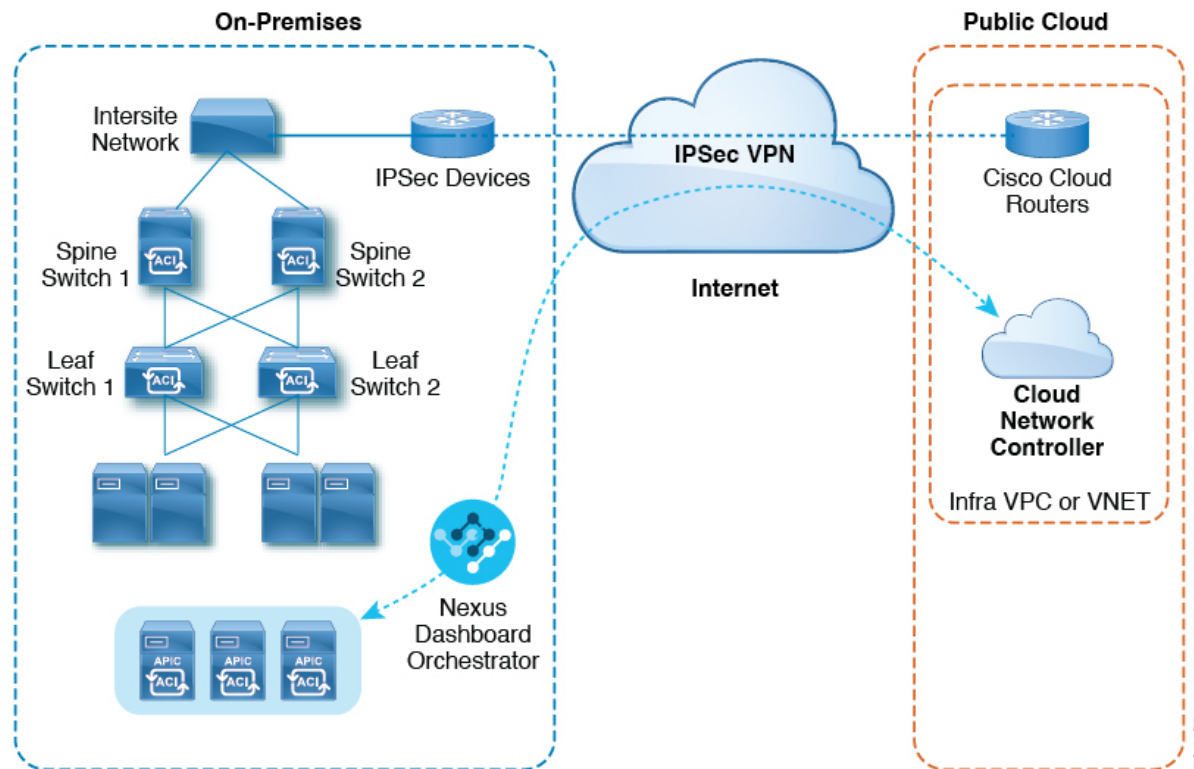 On-Premises
Public Cloud
Intersite
Network
IPSec Devices
IPSec VPN
Cisco Cloud
Routers
Spine
Switch 1
ACI
ACI
Spine
Switch 2
Internet
Leaf
Switch 1
ACI
ACI
Leaf
Switch 2
Cloud
Network
Controller
Infra VPC or VNET
Nexus
Dashboard
Orchestrator
APIC
ACI
APIC
ACI
APIC
ACI